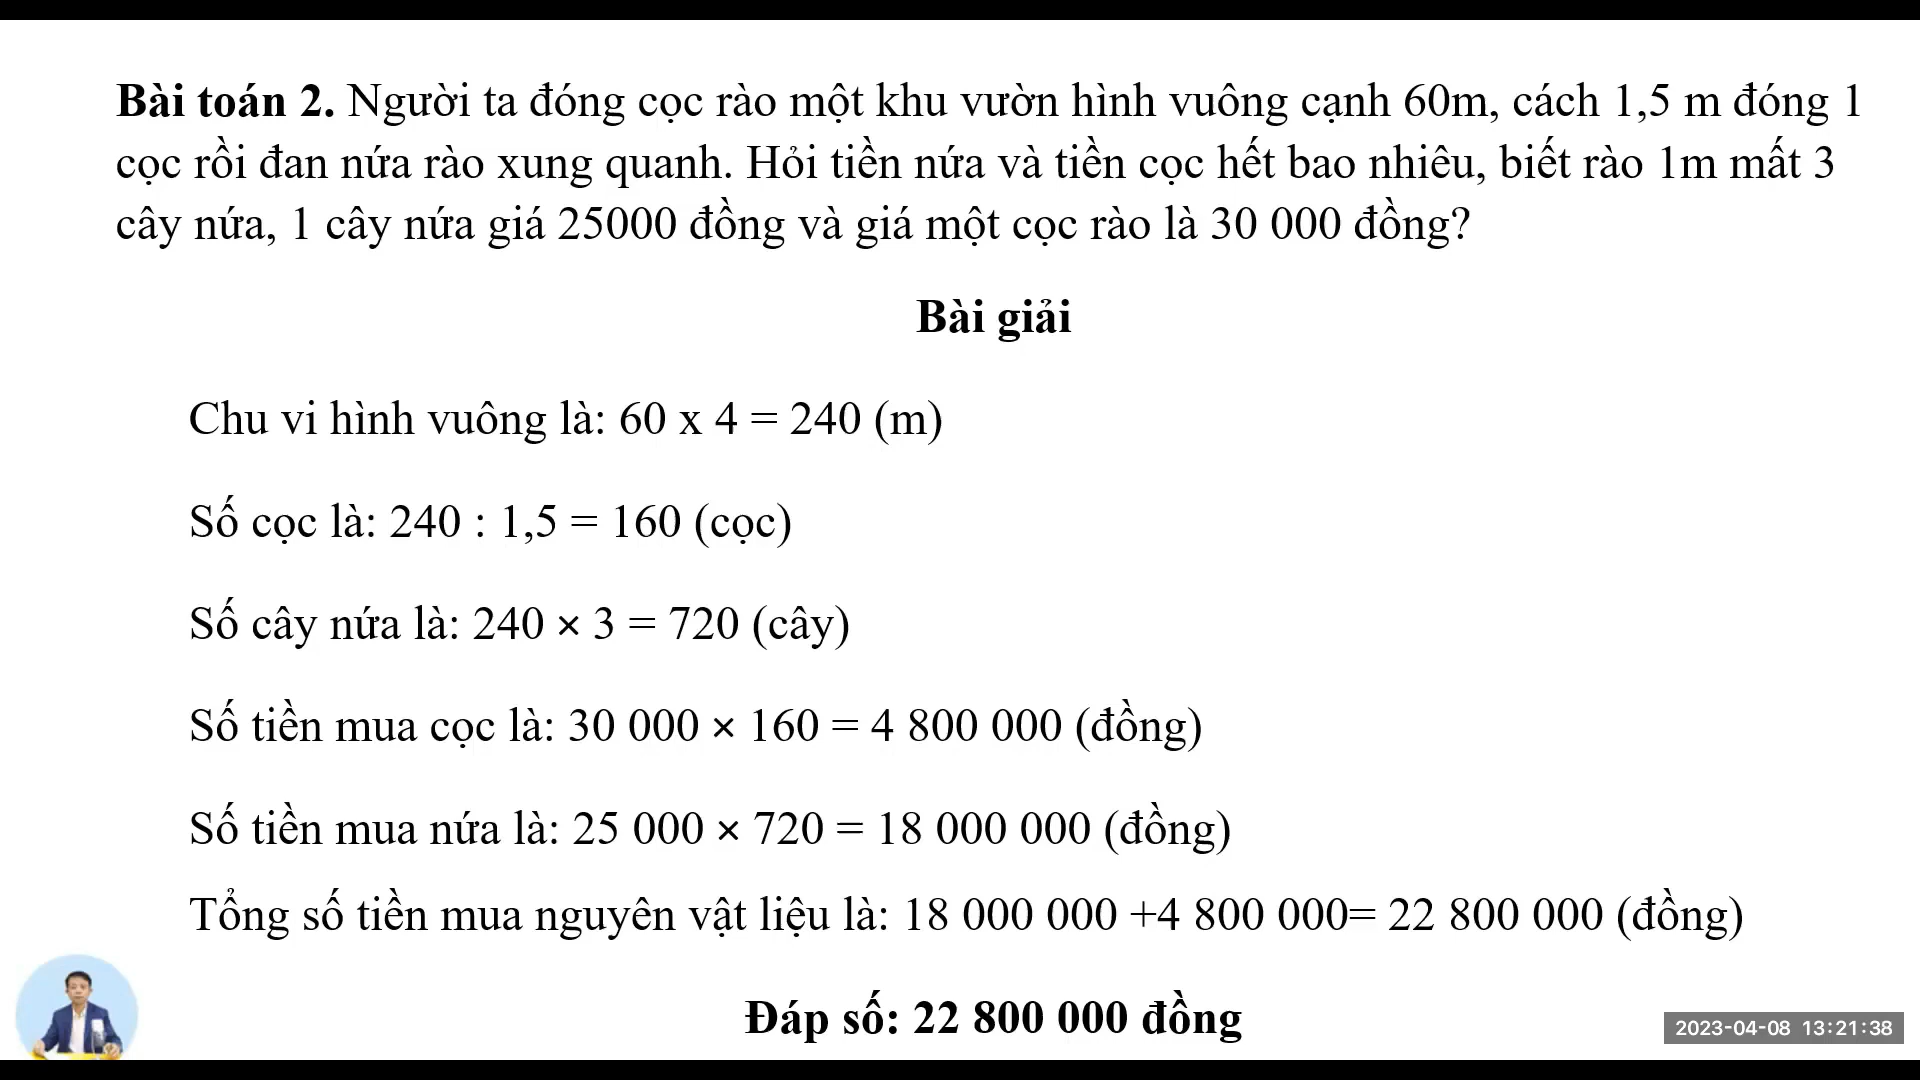 Bài toán 2. Người ta đóng cọc rào một khu vườn hình vuông cạnh 60m, cách 1,5 m đóng 1
cọc rồi đan nứa rào xung quanh. Hỏi tiền nứa và tiền cọc hết bao nhiêu, biết rào 1m mất 3
cây nứa, 1 cây nứa giá 25000 đồng và giá một cọc rào là 30 000 đồng?
Bài giải
Chu vi hình vuông là: 60 x 4 = 240 (m)
Số cọc là: 240 : 1,5 = 160 (cọc)
Số cây nứa là: 240 × 3 = 720 (cây)
Số tiền mua cọc là: 30 000 × 160 = 4 800 000 (đồng)
Số tiền mua nứa là: 25 000 × 720 = 18 000 000 (đồng)
Tổng số tiền mua nguyên vật liệu là: 18 000 000 +4 800 000= 22 800 000 (đồng)
Đáp số: 22 800 000 đồng
2023-04-08 13:21:38